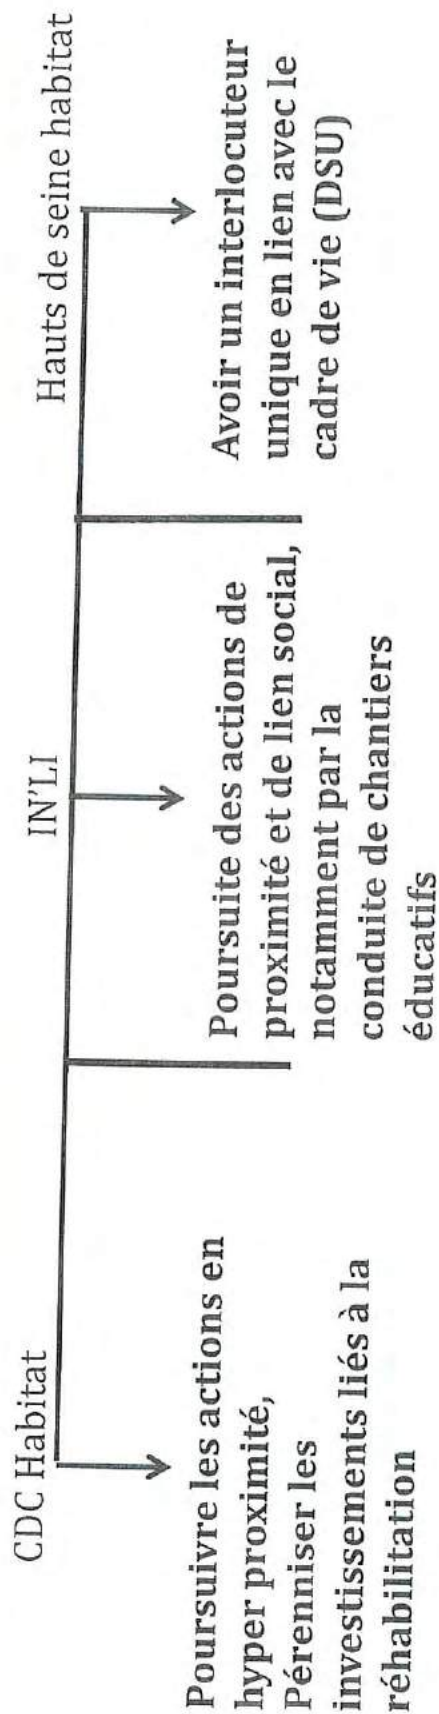 CDC Habitat
Poursuivre les actions en
hyper proximité,
Pérenniser les
investissements liés à la
réhabilitation
IN'LI
Poursuite des actions de
proximité et de lien social,
notamment par la
conduite de chantiers
éducatifs
Hauts de seine habitat
Avoir un interlocuteur
unique en lien avec le
cadre de vie (DSU)